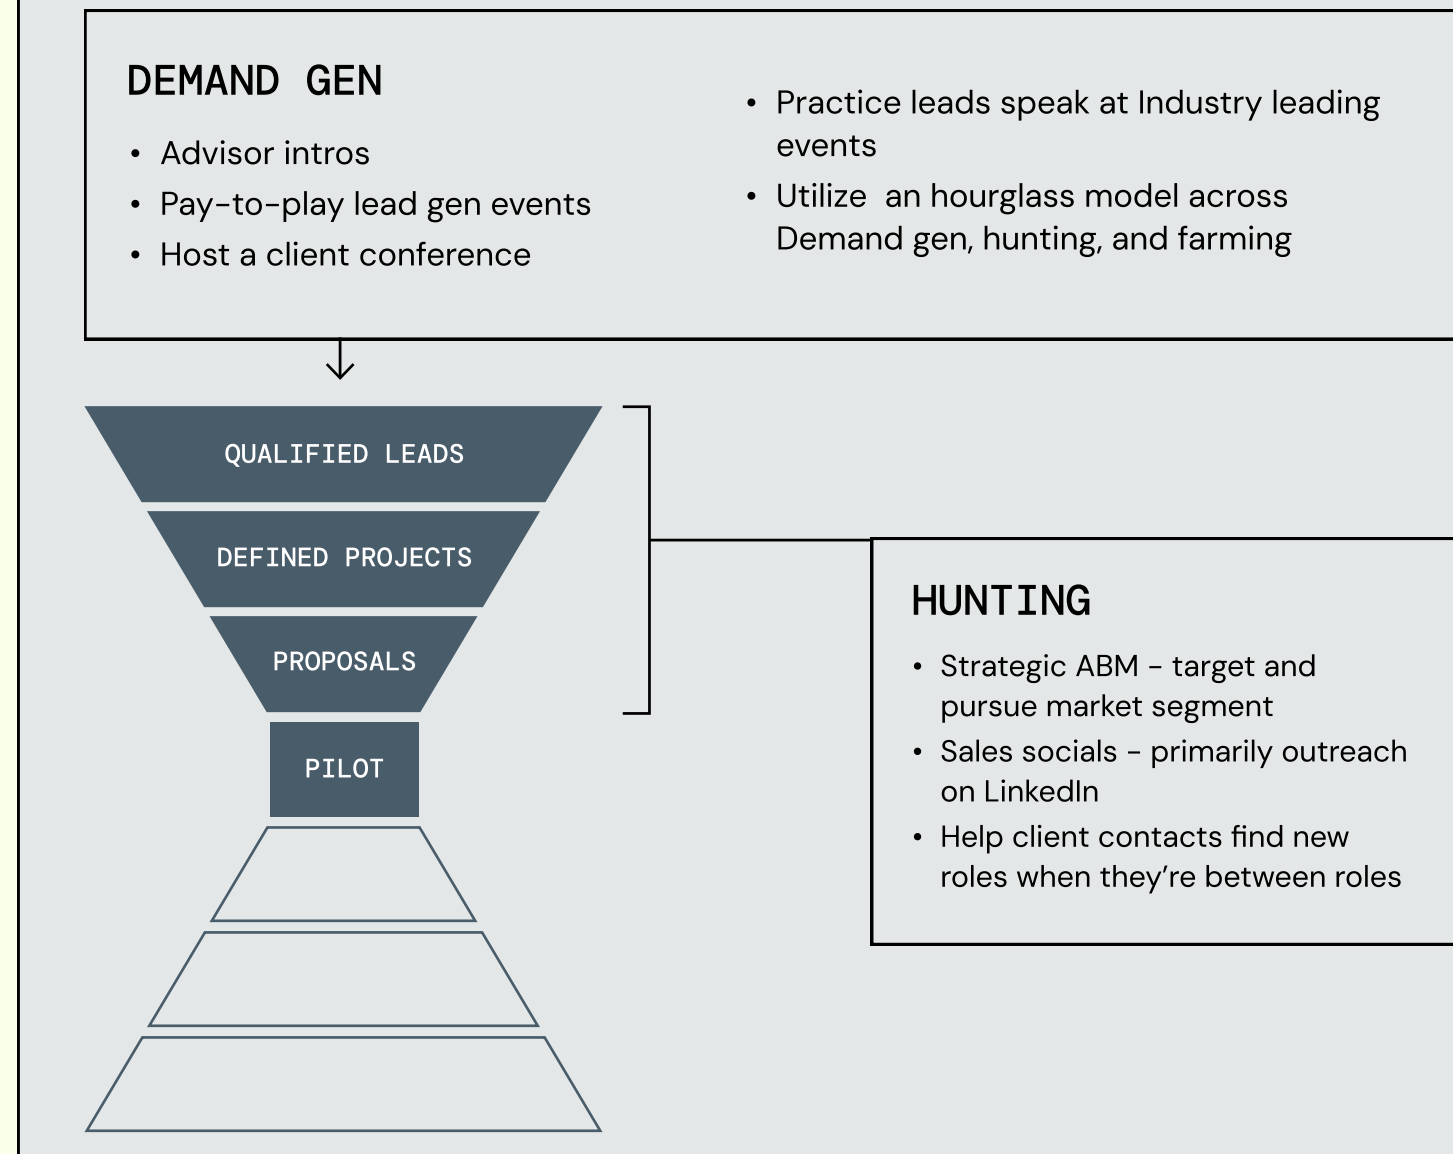 DEMAND GEN
• Advisor intros
• Pay-to-play lead gen events
• Host a client conference
• Practice leads speak at Industry leading
events
• Utilize  an hourglass model across
Demand gen, hunting, and farming
QUALIFIED LEADS
DEFINED PROJECTS
PROPOSALS
PILOT
HUNTING
• Strategic ABM - target and
pursue market segment
• Sales socials - primarily outreach
on LinkedIn
• Help client contacts find new
roles when they’re between roles